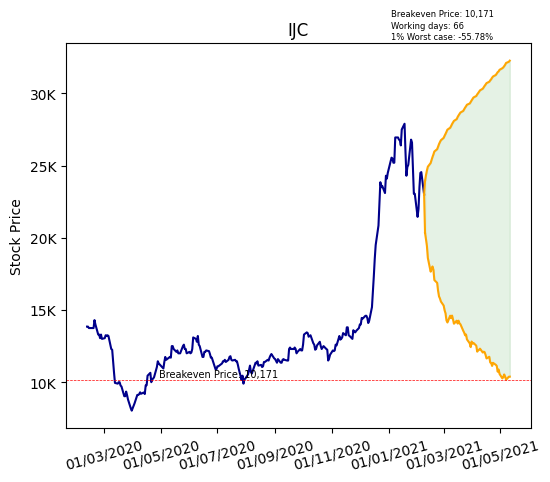 Breakeven Price: 10,171
Working days: 66
1% Worst case: -55.78%
IJC
Stock Price
30K
25K
20K
15K
10K
Breakeven Price: 10,171
01/03/2020
01/05/2020
01/07/2020
01/09/2020
01/11/2020
01/01/2021
01/03/2021
01/05/2021